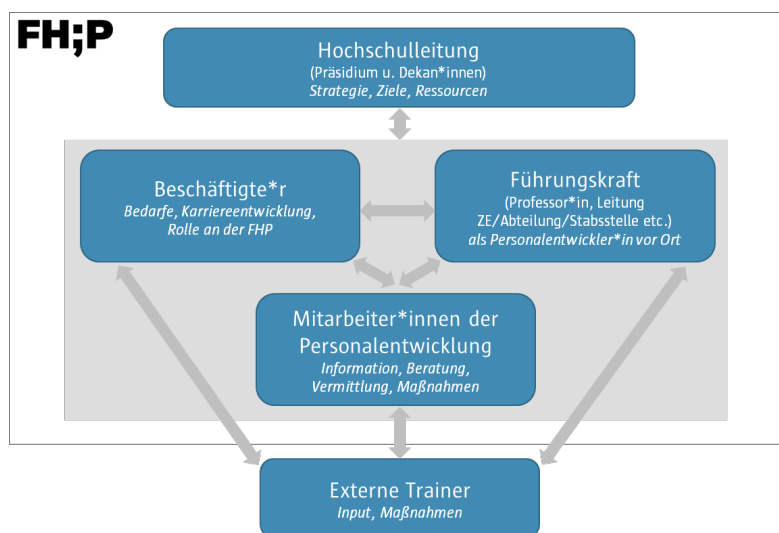 FH;P
Hochschulleitung
(Präsidium u. Dekan*innen)
Strategie, Ziele, Ressourcen
Beschäftigte*r
Bedarfe, Karriereentwicklung,
Rolle an der FHP
Führungskraft
(Professor*in, Leitung
ZE/Abteilung/Stabsstelle etc.)
als Personalentwickler*in vor Ort
Mitarbeiter*innen der
Personalentwicklung
Information, Beratung,
Vermittlung, Maßnahmen
Externe Trainer
Input, Maßnahmen